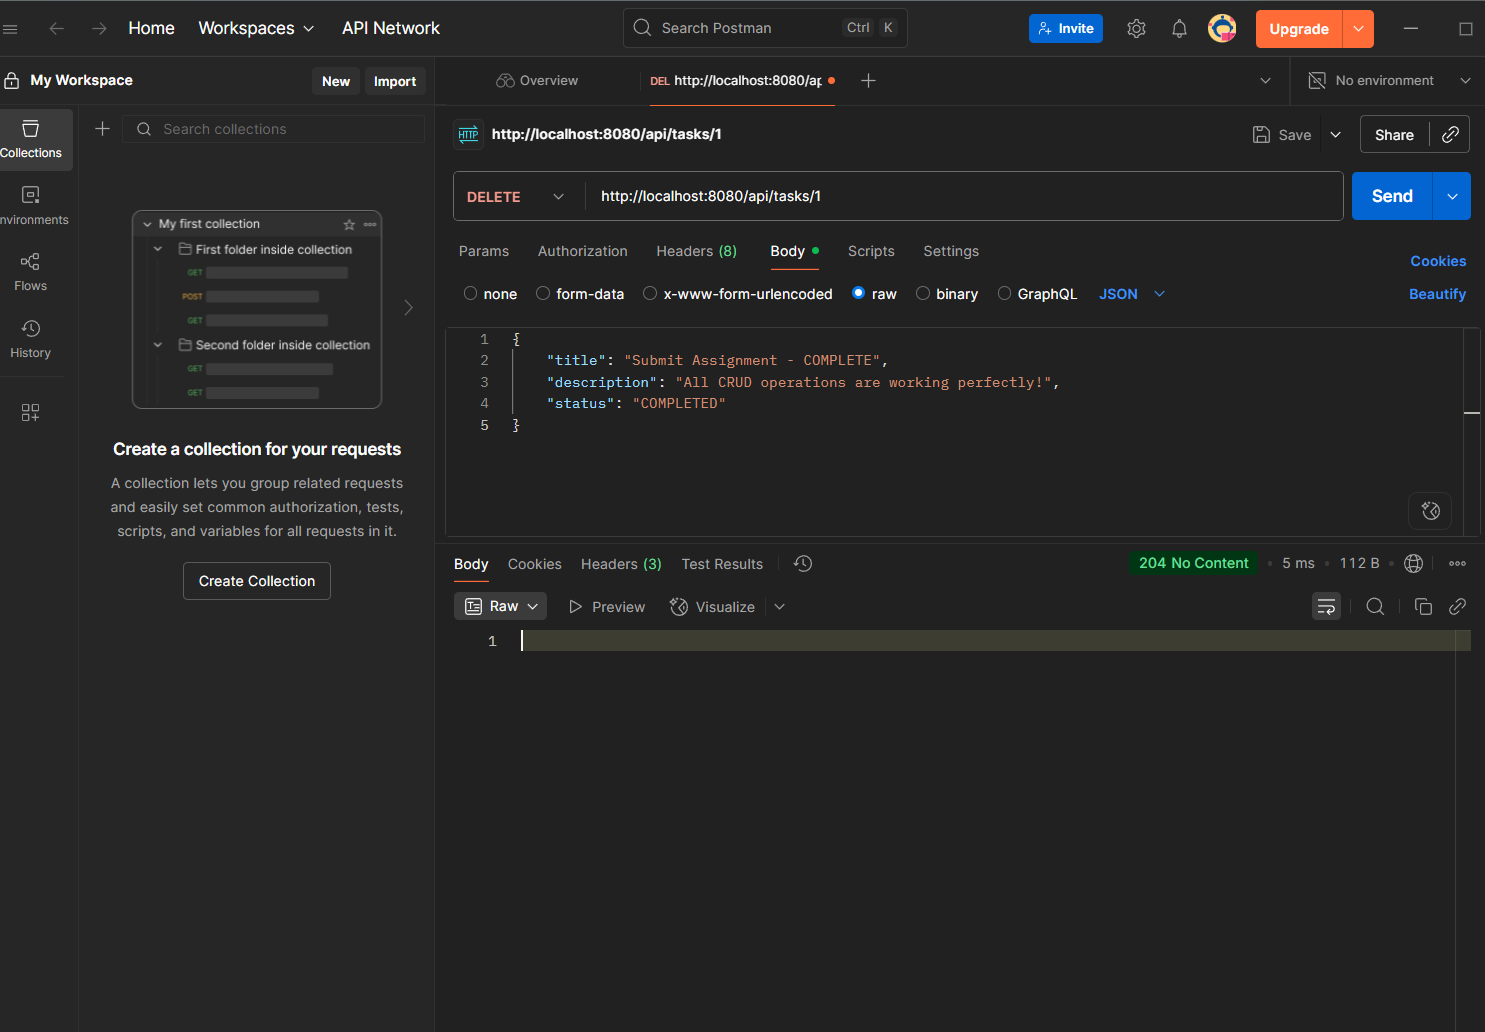 Home Workspaces API Network Search Postman Ctrl K Invite Upgrade
My Workspace New Import Overview DEL http://localhost:8080/ap No environment
Collections
Search collections
HTTP http://localhost:8080/api/tasks/1 Save Share
nvironments
Flows
History
My first collection
First folder inside collection
GET
POST
GET
Second folder inside collection
GET
GET
Create a collection for your requests
A collection lets you group related requests
and easily set common authorization, tests,
scripts, and variables for all requests in it.
Create Collection
DELETE http://localhost:8080/api/tasks/1 Send
Params Authorization Headers (8) Body Scripts Settings Cookies
none form-data x-www-form-urlencoded raw binary GraphQL JSON Beautify
1 {
2 "title": "Submit Assignment - COMPLETE",
3 "description": "All CRUD operations are working perfectly!",
4 "status": "COMPLETED"
5 }
Body Cookies Headers (3) Test Results 204 No Content • 5 ms • 112 B •
Raw Preview Visualize
1